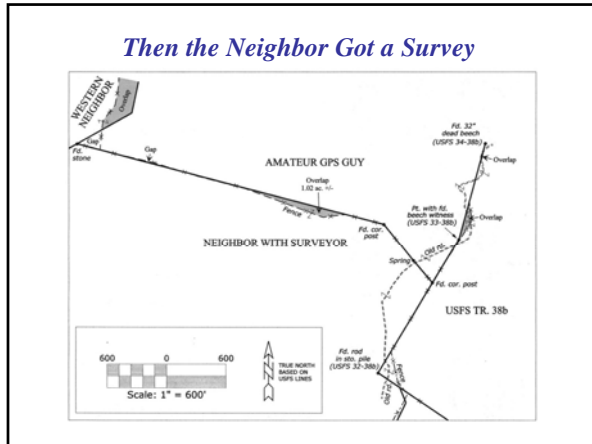 Then the Neighbor Got a Survey
WESTERN
NEIGHBOR
Overlap
Gap
Fd.
stone
Gap
AMATEUR GPS GUY
Overlap
1.02 ac. +/-
Fence
NEIGHBOR WITH SURVEYOR
Fd. cor.
post
Fd. 32"
dead beech
(USFS 34-38b)
Overlap
Pt. with fd.
beech witness
(USFS 33-38b)
Overlap
Old rd.
Spring
Fd. cor. post
USFS TR. 38b
Fd. rod
in sto. pile
(USFS 32-38b)
Fence
Old rd.
600 0 600
Scale: 1" = 600'
N
TRUE NORTH
BASED ON
USFS LINES